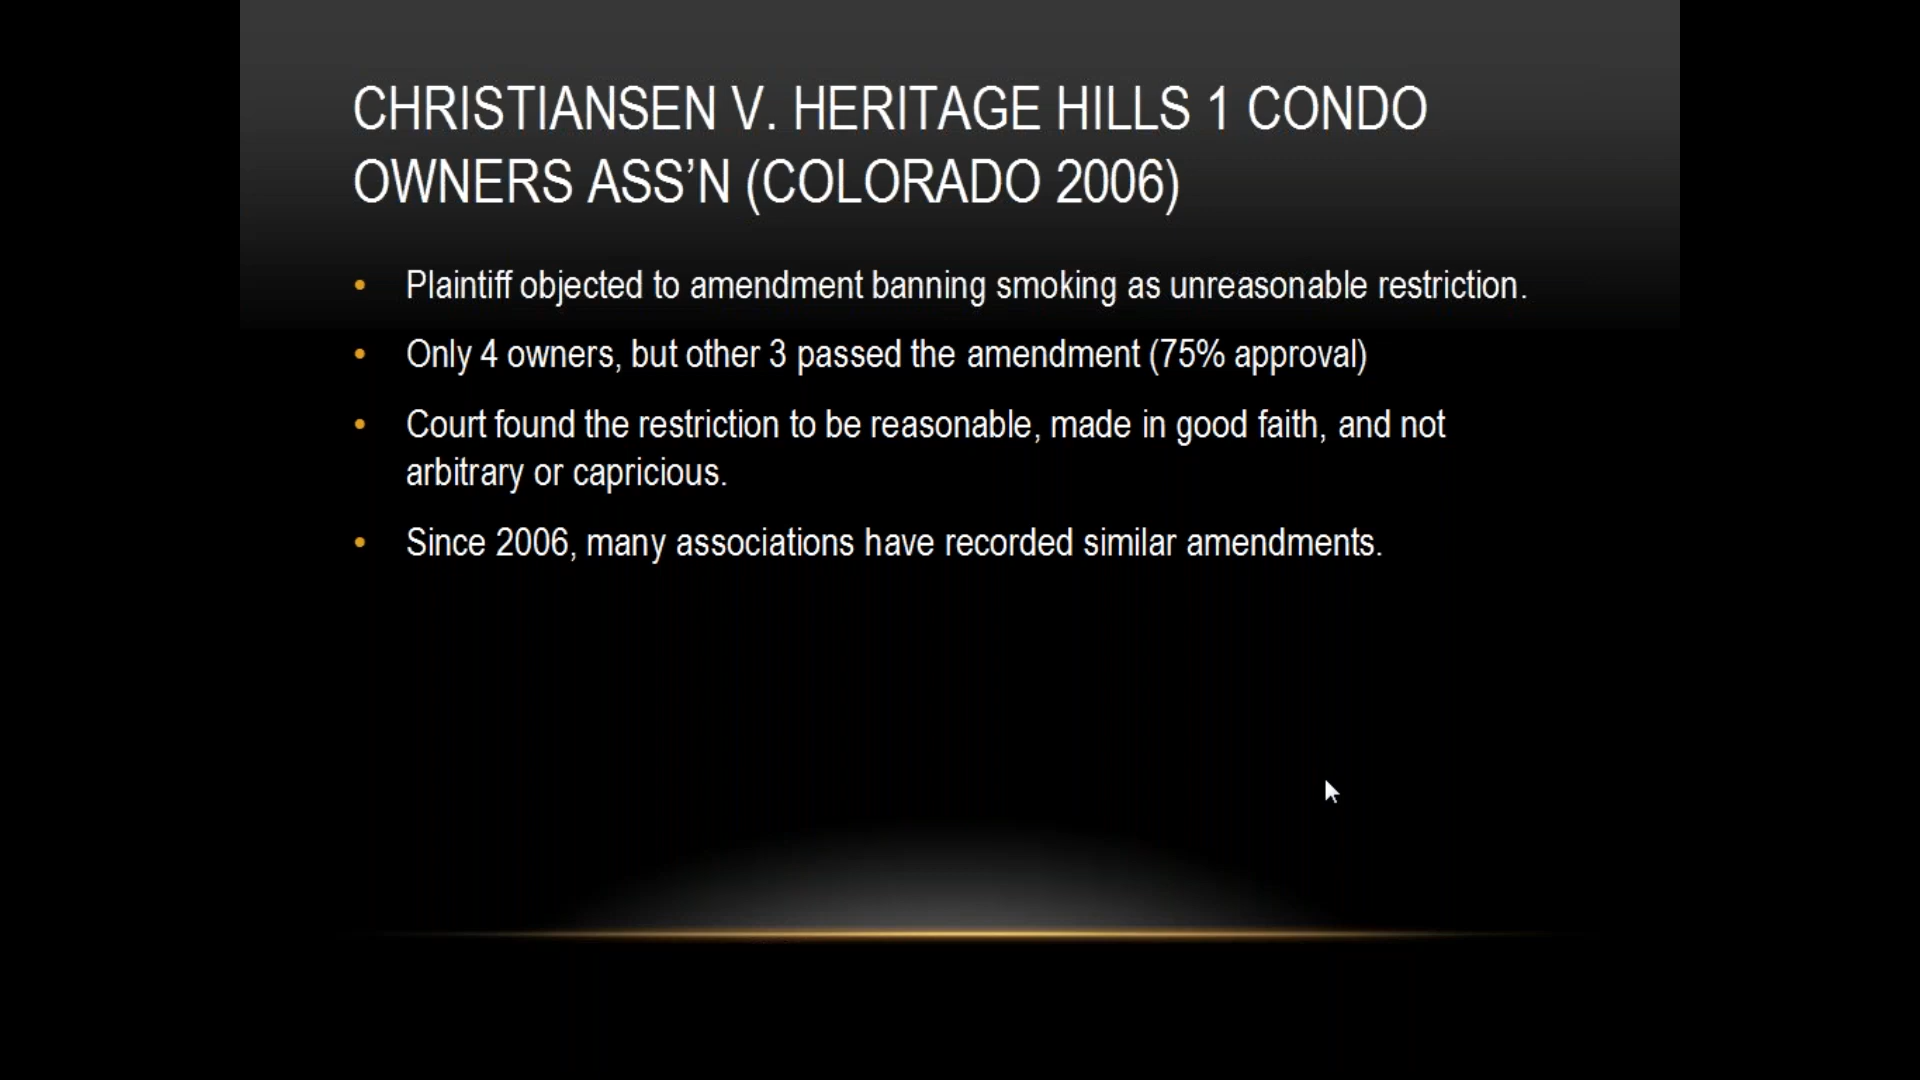 CHRISTIANSEN V. HERITAGE HILLS 1 CONDO
OWNERS ASS’N (COLORADO 2006)
• Plaintiff objected to amendment banning smoking as unreasonable restriction.
• Only 4 owners, but other 3 passed the amendment (75% approval)
• Court found the restriction to be reasonable, made in good faith, and not
arbitrary or capricious.
• Since 2006, many associations have recorded similar amendments.